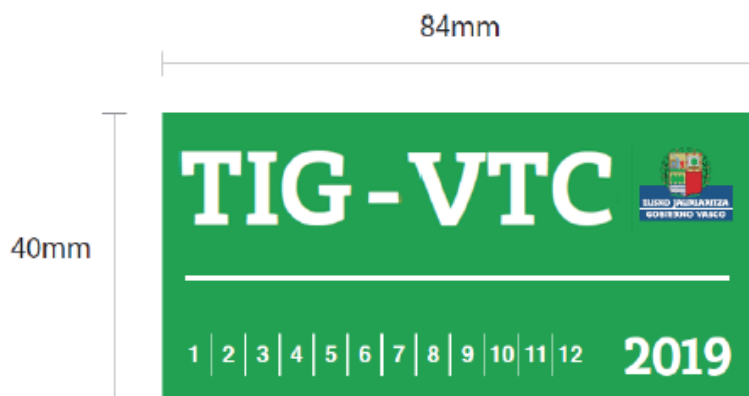 84mm
40mm
TIG - VTC
EUSKO JAURLARITZA
GOBIERNO VASCO
1 | 2 | 3 | 4 | 5 | 6 | 7 | 8 | 9 | 10 | 11 | 12
2019